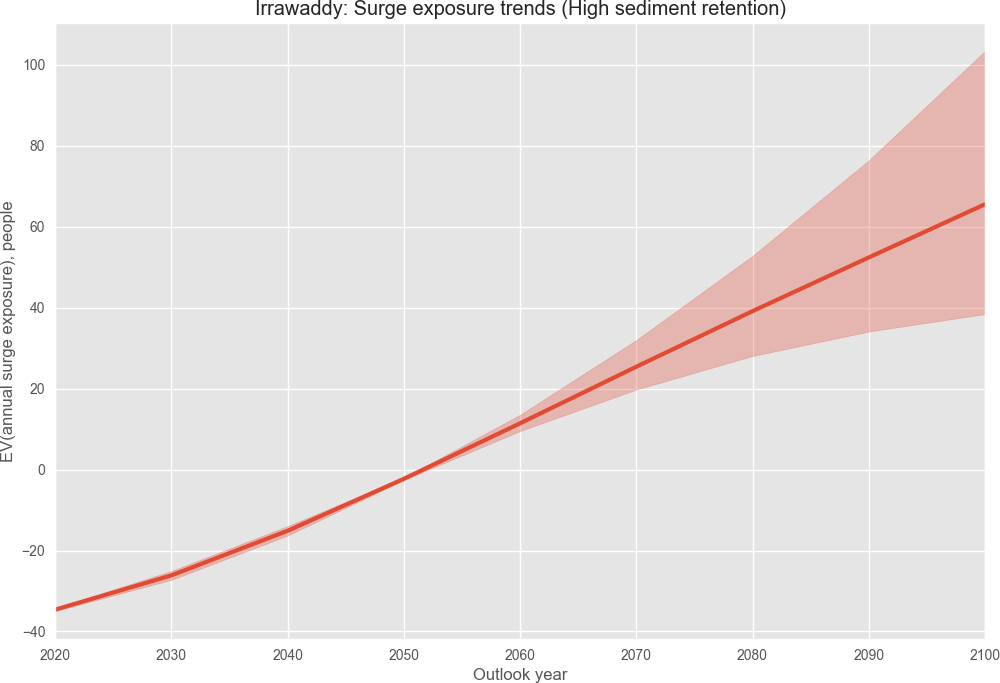 Irrawaddy: Surge exposure trends (High sediment retention)
EV(annual surge exposure), people
100
80
60
40
20
0
−20
−40
2020 2030 2040 2050 2060 2070 2080 2090 2100
Outlook year